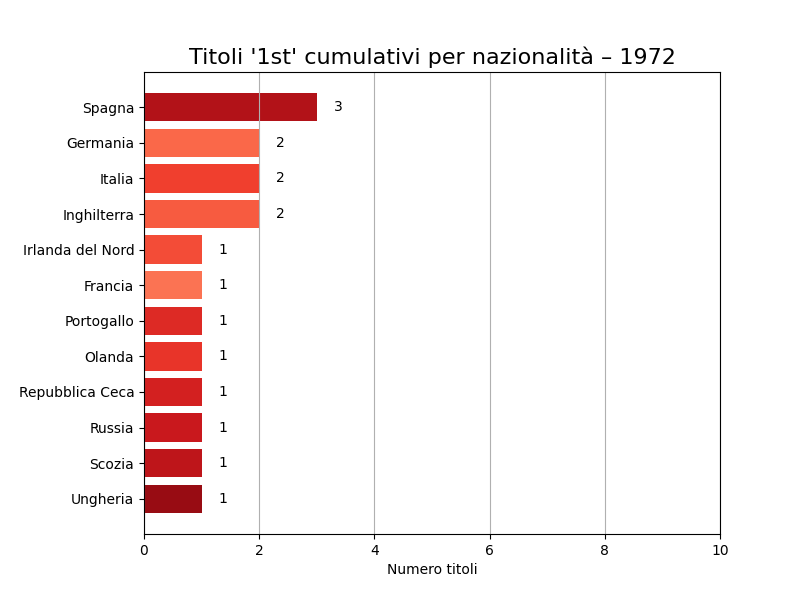 Titoli '1st' cumulativi per nazionalità – 1972
Spagna 3
Germania 2
Italia 2
Inghilterra 2
Irlanda del Nord 1
Francia 1
Portogallo 1
Olanda 1
Repubblica Ceca 1
Russia 1
Scozia 1
Ungheria 1
0 2 4 6 8 10
Numero titoli